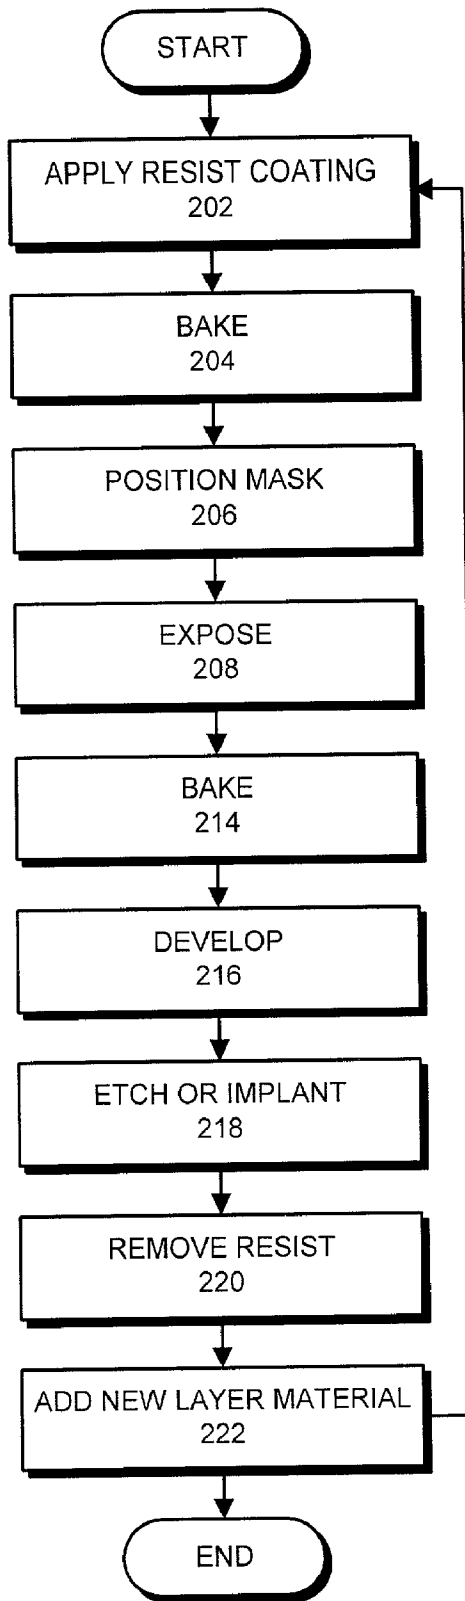 START
APPLY RESIST COATING
202
BAKE
204
POSITION MASK
206
EXPOSE
208
BAKE
214
DEVELOP
216
ETCH OR IMPLANT
218
REMOVE RESIST
220
ADD NEW LAYER MATERIAL
222
END